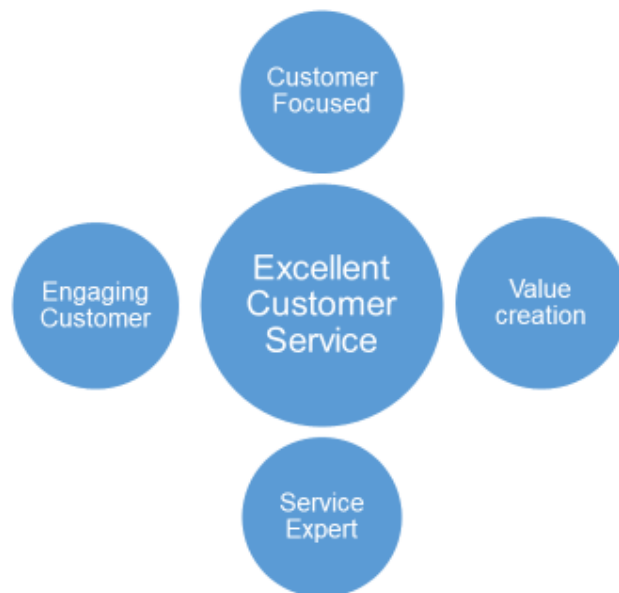 Customer
Focused
Engaging
Customer
Excellent
Customer
Service
Value
creation
Service
Expert